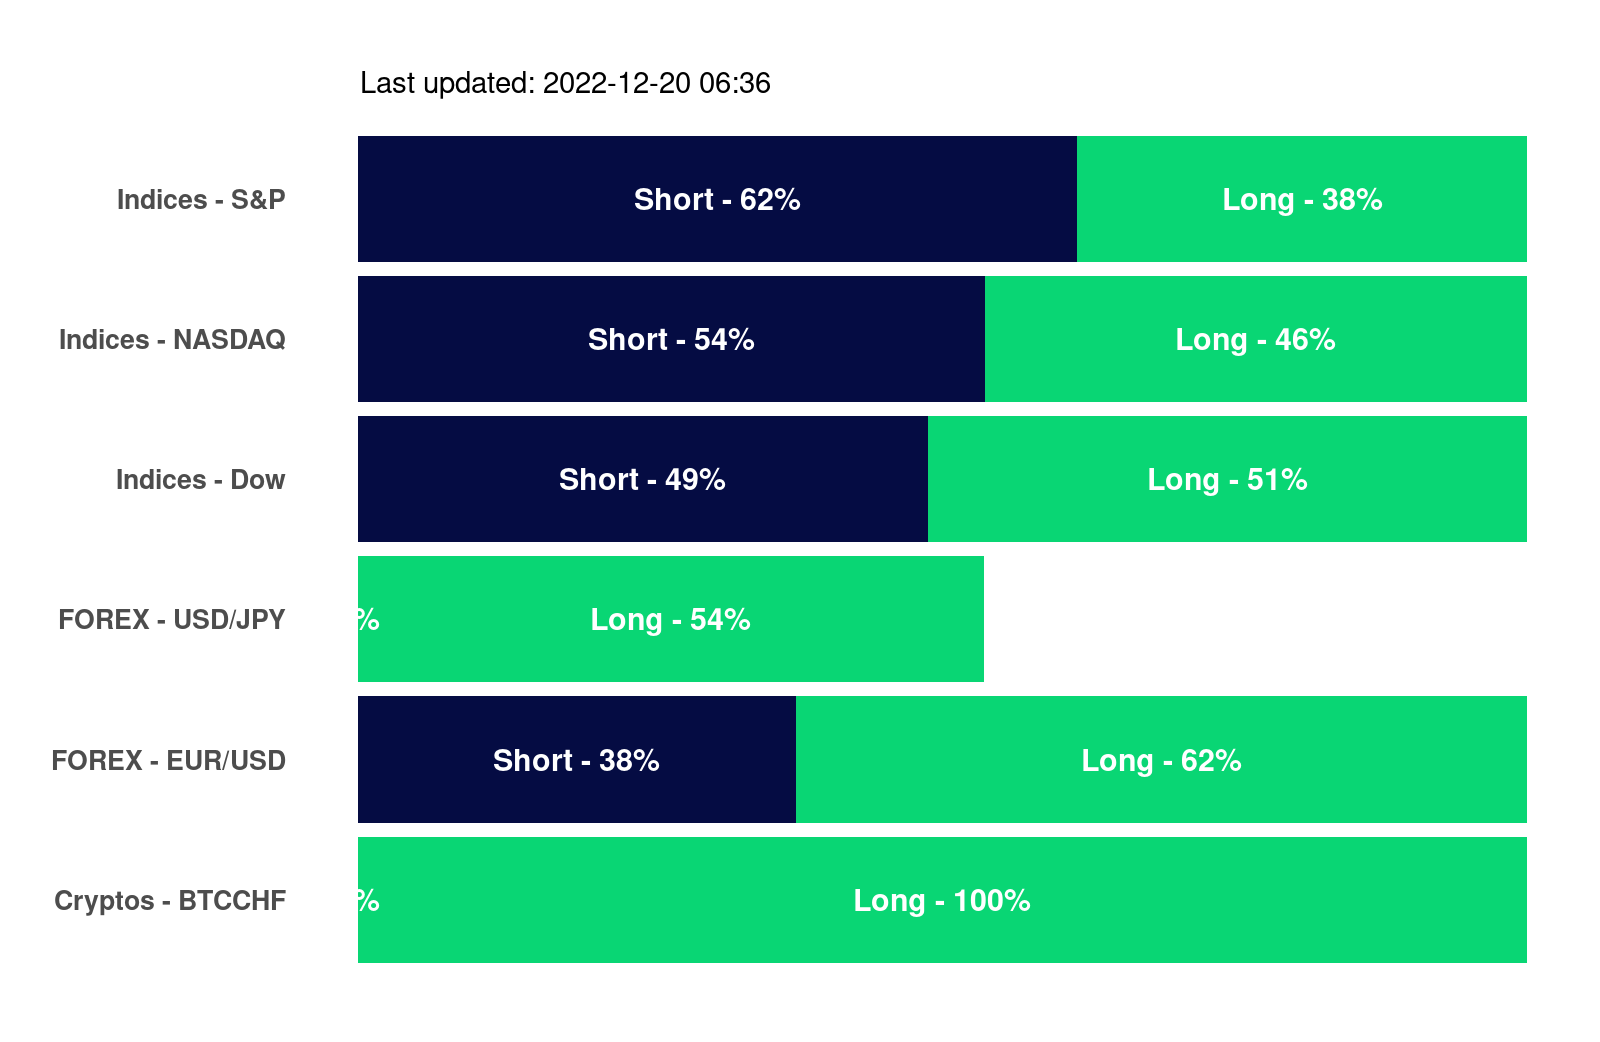 Last updated: 2022-12-20 06:36
Indices - S&P
Short - 62%
Long - 38%
Indices - NASDAQ
Short - 54%
Long - 46%
Indices - Dow
Short - 49%
Long - 51%
FOREX - USD/JPY
%
Long - 54%
FOREX - EUR/USD
Short - 38%
Long - 62%
Cryptos - BTCCHF
%
Long - 100%